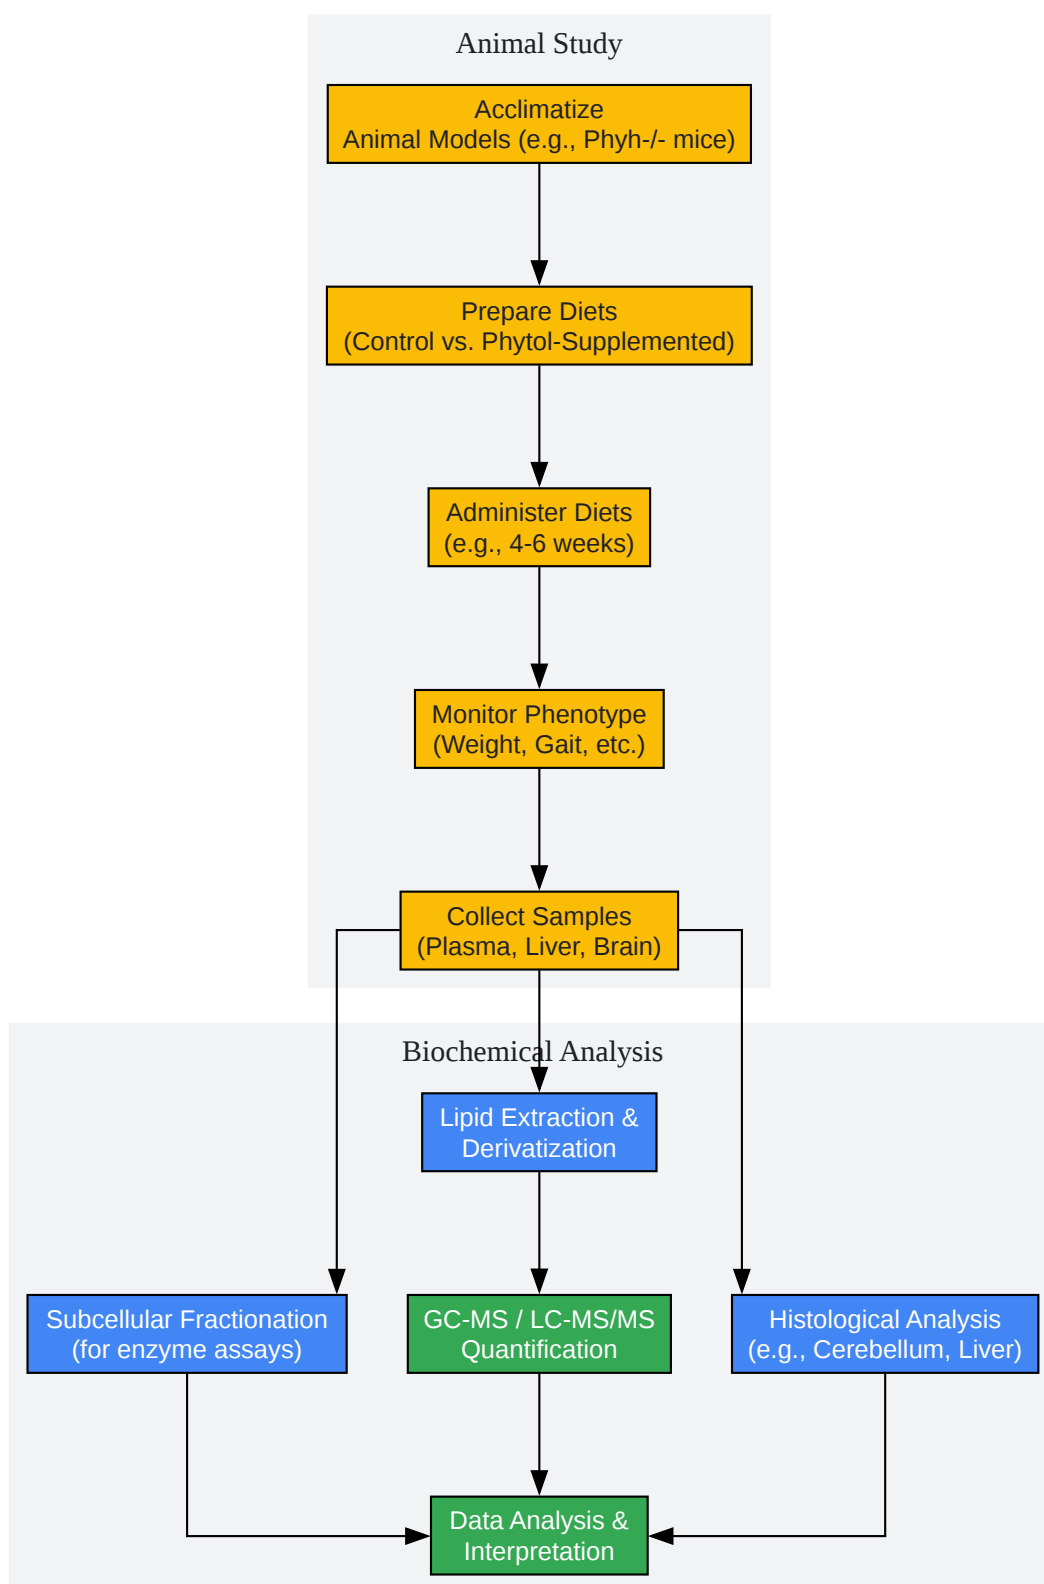 Animal Study
Acclimatize
Animal Models (e.g., Phyh-/- mice)
Prepare Diets
(Control vs. Phytol-Supplemented)
Administer Diets
(e.g., 4-6 weeks)
Monitor Phenotype
(Weight, Gait, etc.)
Collect Samples
(Plasma, Liver, Brain)
Biochemical Analysis
Lipid Extraction &
Derivatization
Subcellular Fractionation
(for enzyme assays)
GC-MS / LC-MS/MS
Quantification
Histological Analysis
(e.g., Cerebellum, Liver)
Data Analysis &
Interpretation